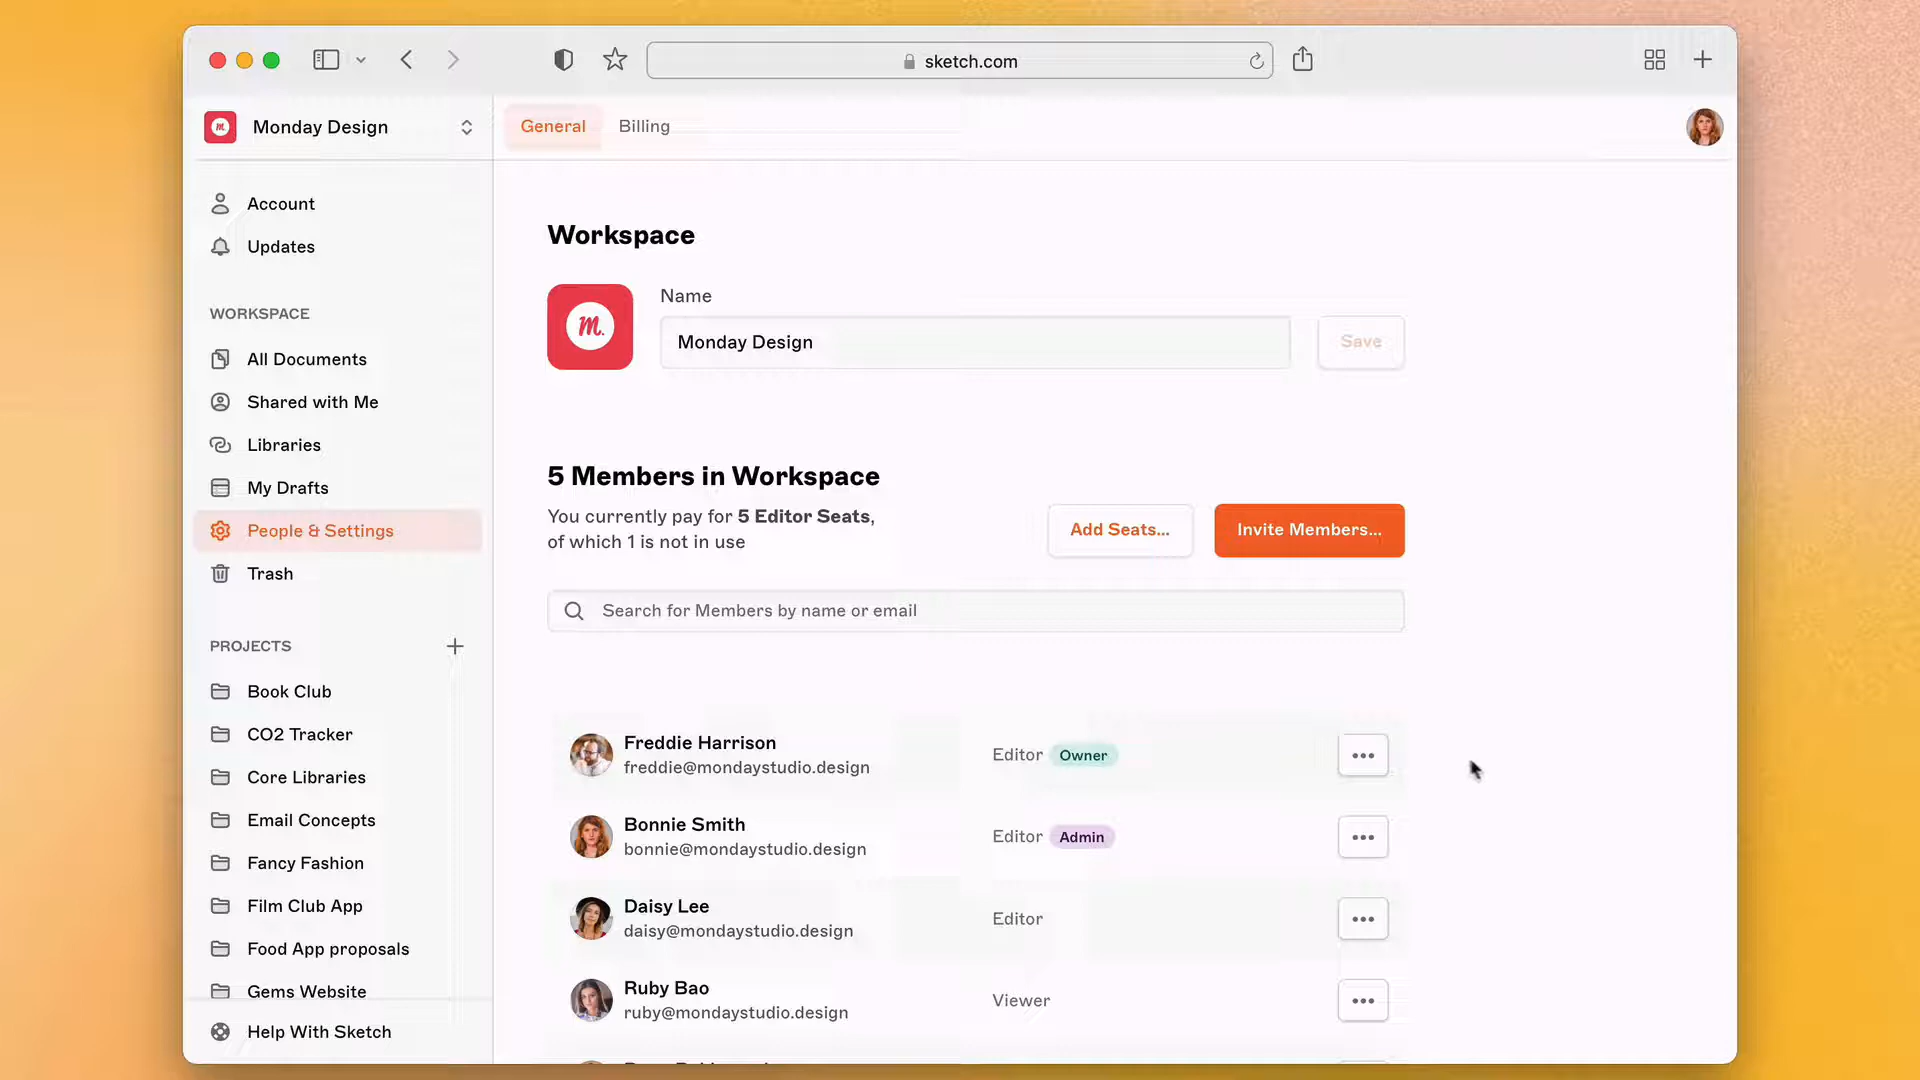 sketch.com
Monday Design
General
Billing
Account
Updates
WORKSPACE
All Documents
Shared with Me
Libraries
My Drafts
People & Settings
Trash
PROJECTS
Book Club
CO2 Tracker
Core Libraries
Email Concepts
Fancy Fashion
Film Club App
Food App proposals
Gems Website
Help With Sketch
Workspace
m.
Name
Monday Design
Save
5 Members in Workspace
You currently pay for 5 Editor Seats,
of which 1 is not in use
Add Seats...
Invite Members...
Search for Members by name or email
Freddie Harrison
freddie@mondaystudio.design
Editor Owner
Bonnie Smith
bonnie@mondaystudio.design
Editor Admin
Daisy Lee
daisy@mondaystudio.design
Editor
Ruby Bao
ruby@mondaystudio.design
Viewer